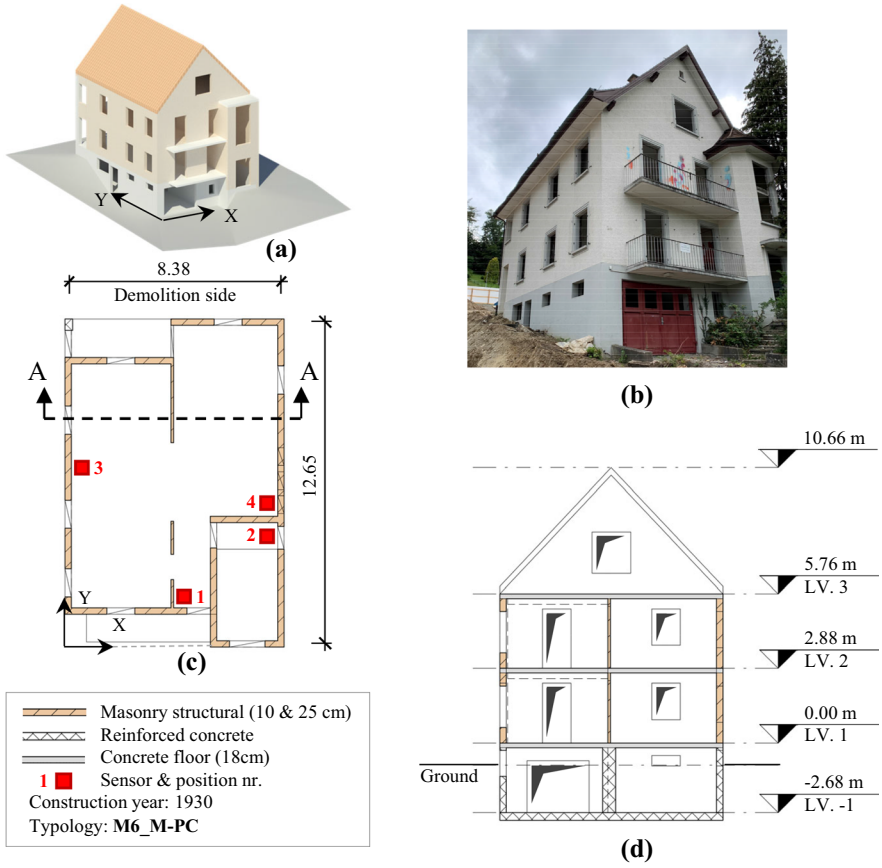 Y
X
(a)
8.38
Demolition side
A
A
3
4
2
1
12.65
Y
X
(c)
(b)
10.66 m
5.76 m
LV. 3
2.88 m
LV. 2
0.00 m
LV. 1
Ground
-2.68 m
LV. -1
(d)
Masonry structural (10 & 25 cm)
Reinforced concrete
Concrete floor (18cm)
1 Sensor & position nr.
Construction year: 1930
Typology: M6_M-PC